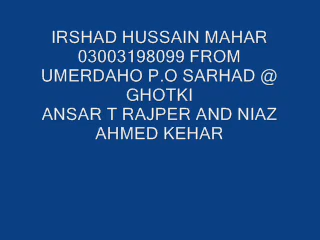 IRSHAD HUSSAIN MAHAR
03003198099 FROM
UMERDAHO P.O SARHAD @
GHOTKI
ANSAR T RAJPER AND NIAZ
AHMED KEHAR